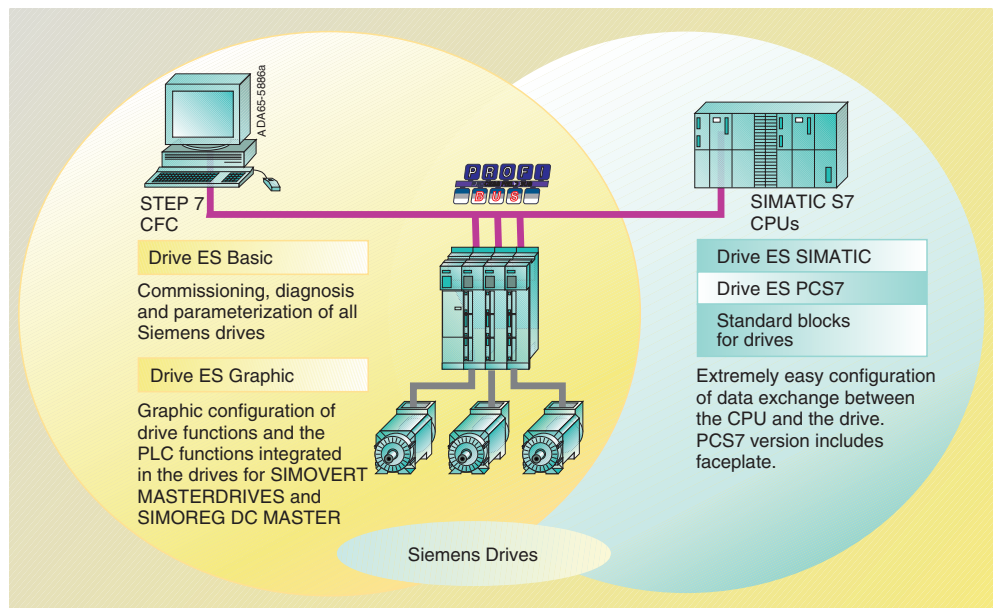 ADA65-5886a
PROFI
BUS
STEP 7
CFC
Drive ES Basic
Commissioning, diagnosis
and parameterization of all
Siemens drives
Drive ES Graphic
Graphic configuration of
drive functions and the
PLC functions integrated
in the drives for SIMOVERT
MASTERDRIVES and
SIMOREG DC MASTER
SIMATIC S7
CPUs
Drive ES SIMATIC
Drive ES PCS7
Standard blocks
for drives
Extremely easy configuration
of data exchange between
the CPU and the drive.
PCS7 version includes
faceplate.
Siemens Drives